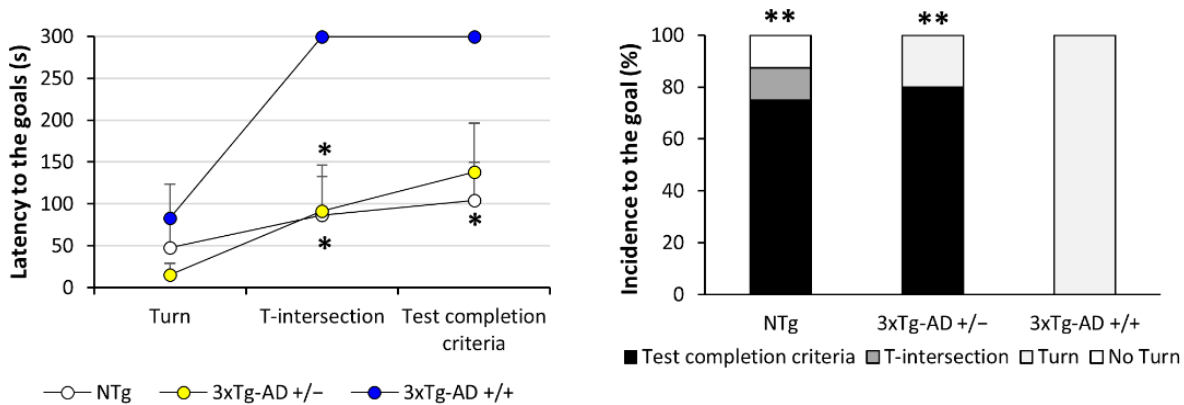 Latency to the goals (s)
300
250
200
150
100
50
0
*
*
*
Turn
T-intersection
Test completion
criteria
NTg
3xTg-AD +/−
3xTg-AD +/+
Incidence to the goal (%)
100
80
60
40
20
0
**
**
NTg
3xTg-AD +/−
3xTg-AD +/+
Test completion criteria
T-intersection
Turn
No Turn